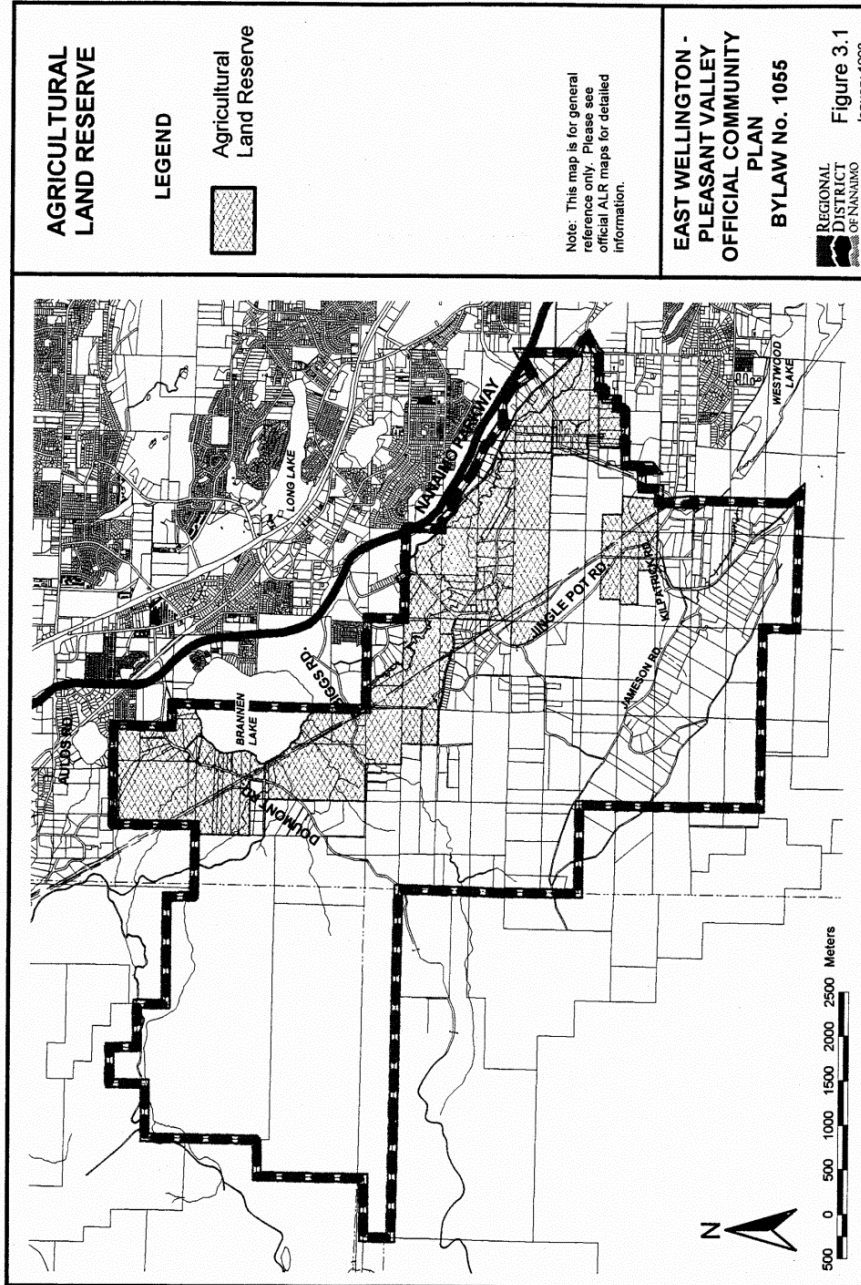 AGRICULTURAL
LAND RESERVE
LEGEND
Agricultural
Land Reserve
Note: This map is for general
reference only. Please see
official ALR maps for detailed
information.
EAST WELLINGTON -
PLEASANT VALLEY
OFFICIAL COMMUNITY
PLAN
BYLAW No. 1055
REGIONAL
DISTRICT
OF NANAIMO
Figure 3.1
AULDS RD.
BRANNEN
LAKE
BIGGS RD.
DOUMONT RD.
LONG LAKE
NANAIMO PARKWAY
JINGLE POT RD.
KILPATRICK RD.
JAMESON RD.
WESTWOOD
LAKE
N
500 0 500 1000 1500 2000 2500 Meters